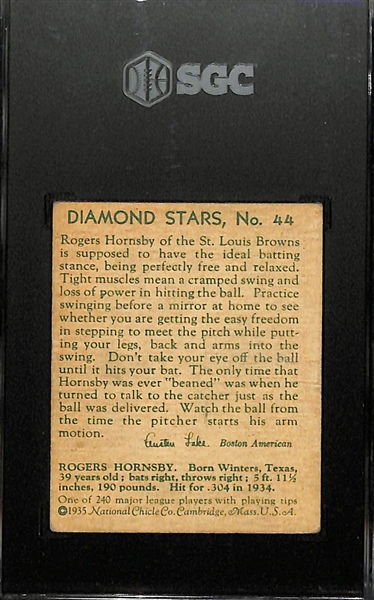 SGC
DIAMOND STARS, No. 44
Rogers Hornsby of the St. Louis Browns
is supposed to have the ideal batting
stance, being perfectly free and relaxed.
Tight muscles mean a cramped swing and
loss of power in hitting the ball. Practice
swinging before a mirror at home to see
whether you are getting the easy freedom
in stepping to meet the pitch while put-
ting your legs, back and arms into the
swing. Don't take your eye off the ball
until it hits your bat. The only time that
Hornsby was ever "beaned" was when he
turned to talk to the catcher just as the
ball was delivered. Watch the ball from
the time the pitcher starts his arm
motion.
Austen Lake Boston American
ROGERS HORNSBY. Born Winters, Texas,
39 years old; bats right, throws right; 5 ft. 11½
inches, 190 pounds. Hit for .304 in 1934.
One of 240 major league players with playing tips
©1935 National Chicle Co. Cambridge, Mass. U.S.A.